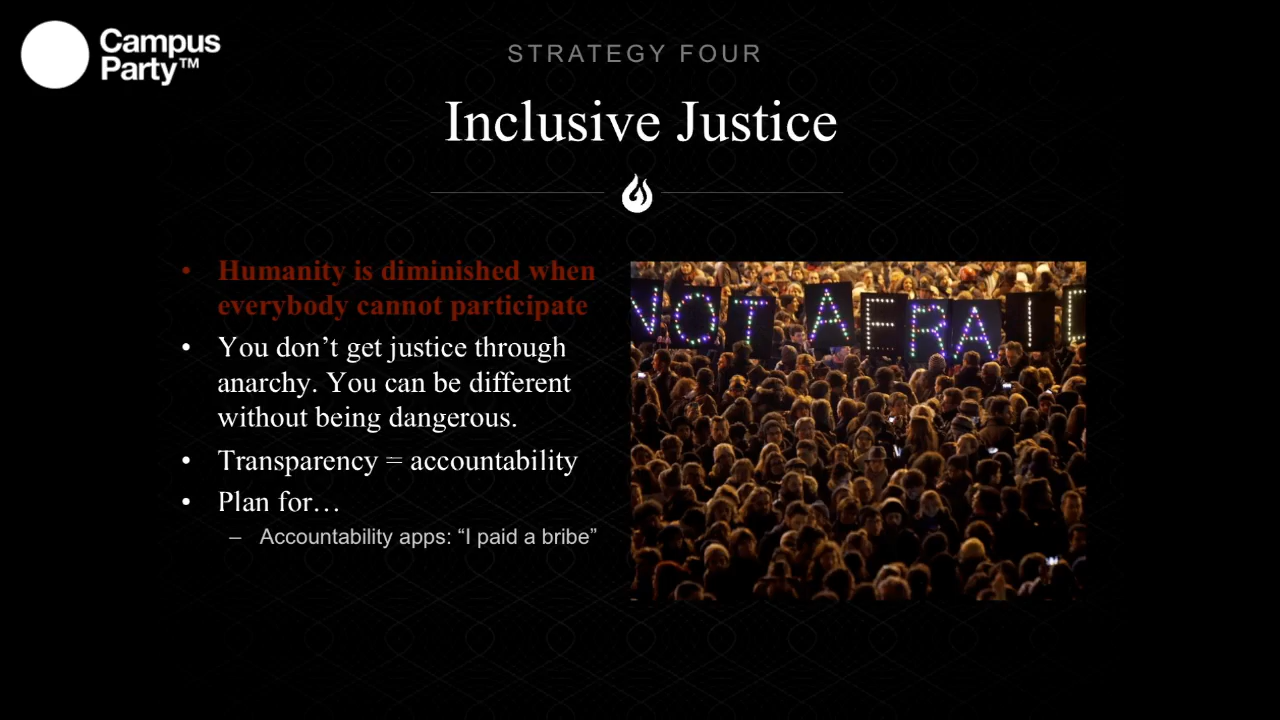 Campus
Party™
STRATEGY FOUR
Inclusive Justice
• Humanity is diminished when
everybody cannot participate
• You don’t get justice through
anarchy. You can be different
without being dangerous.
• Transparency = accountability
• Plan for…
– Accountability apps: “I paid a bribe”
NOT AFRAID